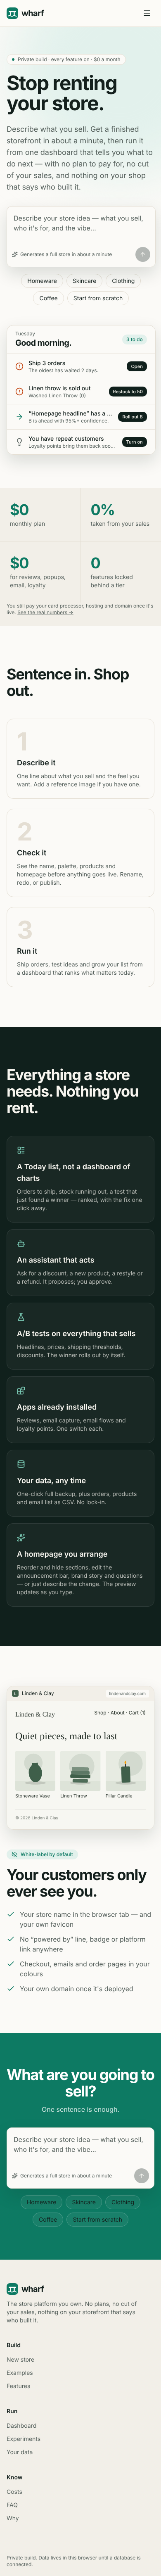 wharf
Private build · every feature on · $0 a month
Stop renting
your store.
Describe what you sell. Get a finished
storefront in about a minute, then run it
from one dashboard that tells you what to
do next — with no plan to pay for, no cut
of your sales, and nothing on your shop
that says who built it.
Describe your store idea — what you sell,
who it's for, and the vibe...
Generates a full store in about a minute
Homeware
Skincare
Clothing
Coffee
Start from scratch
Tuesday
Good morning.
3 to do
Ship 3 orders
The oldest has waited 2 days.
Open
Linen throw is sold out
Washed Linen Throw (0)
Restock to 50
"Homepage headline" has a ...
B is ahead with 95%+ confidence.
Roll out B
You have repeat customers
Loyalty points bring them back soo...
Turn on
$0
monthly plan
0%
taken from your sales
$0
for reviews, popups,
email, loyalty
0
features locked
behind a tier
You still pay your card processor, hosting and domain once it's
live. See the real numbers →
Sentence in. Shop
out.
1
Describe it
One line about what you sell and the feel you
want. Add a reference image if you have one.
2
Check it
See the name, palette, products and
homepage before anything goes live. Rename,
redo, or publish.
3
Run it
Ship orders, test ideas and grow your list from
a dashboard that ranks what matters today.
Everything a store
needs. Nothing you
rent.
A Today list, not a dashboard of
charts
Orders to ship, stock running out, a test that
just found a winner — ranked, with the fix one
click away.
An assistant that acts
Ask for a discount, a new product, a restyle or
a refund. It proposes; you approve.
A/B tests on everything that sells
Headlines, prices, shipping thresholds,
discounts. The winner rolls out by itself.
Apps already installed
Reviews, email capture, email flows and
loyalty points. One switch each.
Your data, any time
One-click full backup, plus orders, products
and email list as CSV. No lock-in.
A homepage you arrange
Reorder and hide sections, edit the
announcement bar, brand story and questions
— or just describe the change. The preview
updates as you type.
L
Linden & Clay
lindenandclay.com
Linden & Clay
Shop · About · Cart (1)
Quiet pieces, made to last
Stoneware Vase
Linen Throw
Pillar Candle
© 2026 Linden & Clay
White-label by default
Your customers only
ever see you.
Your store name in the browser tab — and
your own favicon
No "powered by" line, badge or platform
link anywhere
Checkout, emails and order pages in your
colours
Your own domain once it's deployed
What are you going to
sell?
One sentence is enough.
Describe your store idea — what you sell,
who it's for, and the vibe...
Generates a full store in about a minute
Homeware
Skincare
Clothing
Coffee
Start from scratch
wharf
The store platform you own. No plans, no cut of
your sales, nothing on your storefront that says
who built it.
Build
New store
Examples
Features
Run
Dashboard
Experiments
Your data
Know
Costs
FAQ
Why
Private build. Data lives in this browser until a database is
connected.